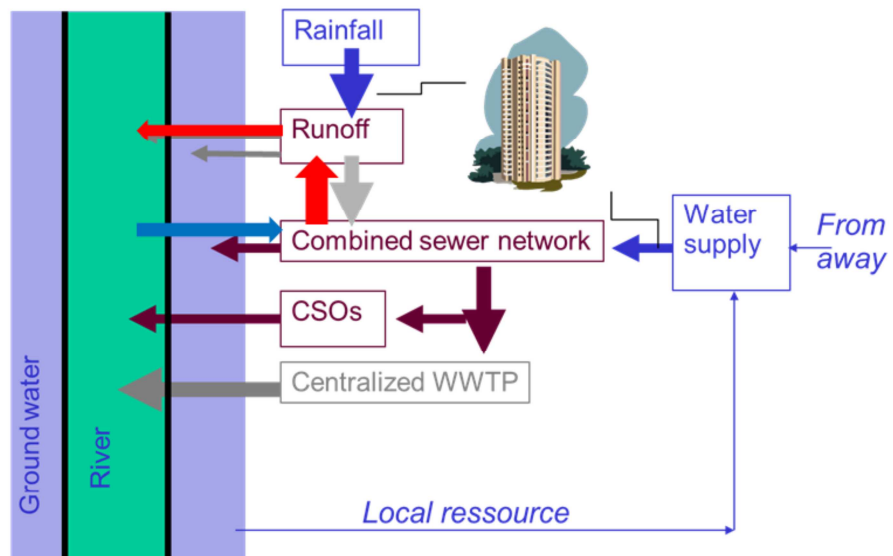 Rainfall
Runoff
Combined sewer network
Water
supply
From
away
CSOs
Centralized WWTP
Local ressource
Ground water
River